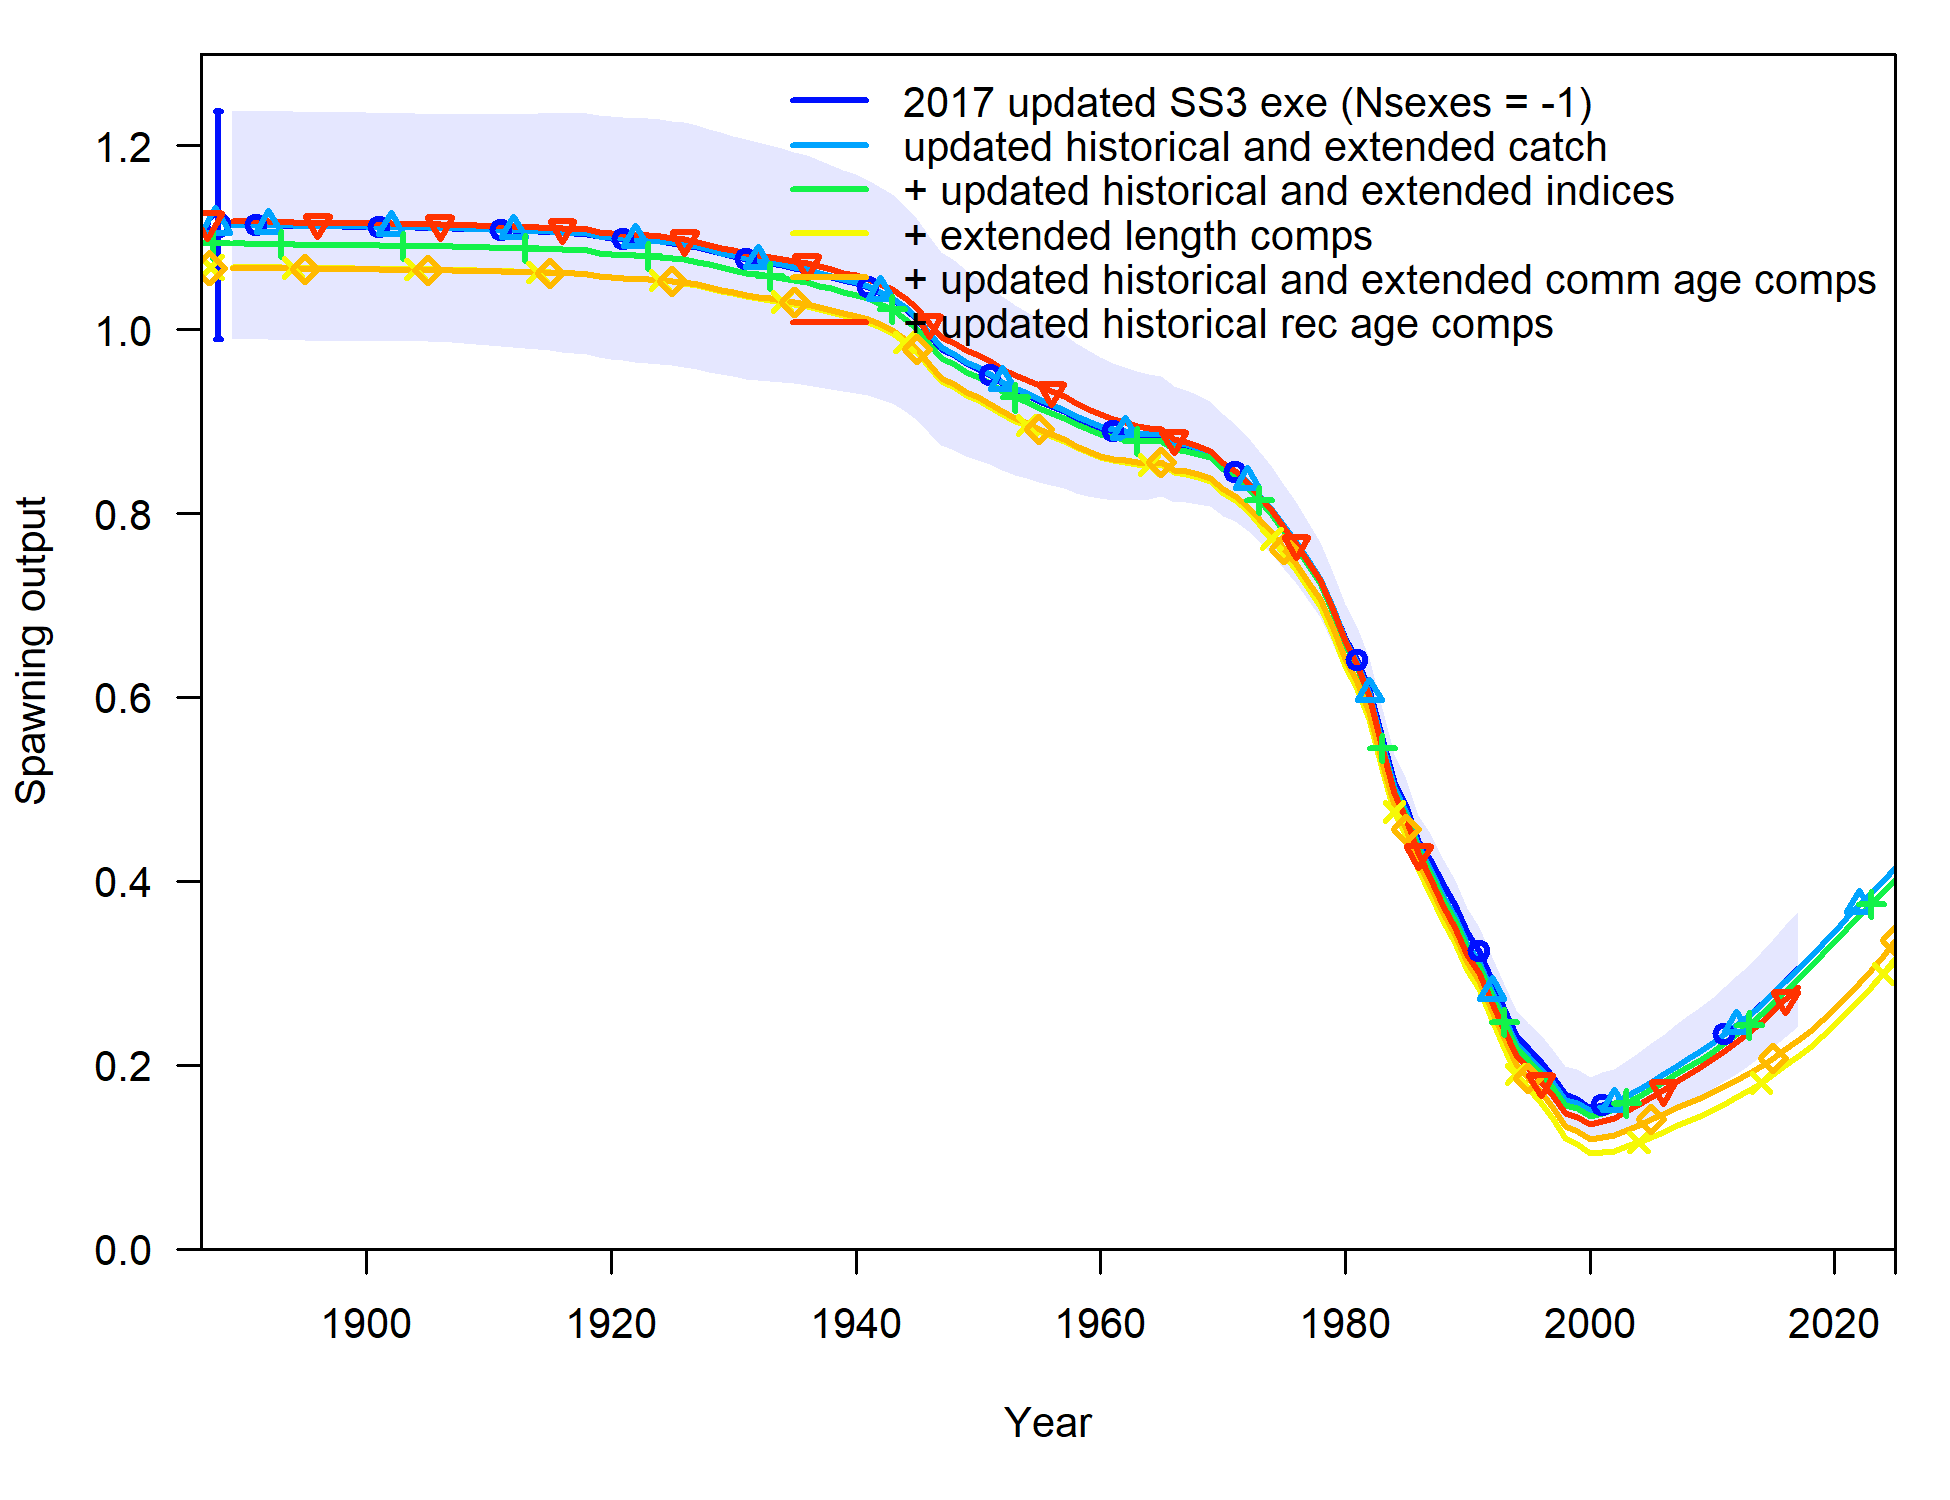 2017 updated SS3 exe (Nsexes = -1)
updated historical and extended catch
+ updated historical and extended indices
+ extended length comps
+ updated historical and extended comm age comps
+ updated historical rec age comps
1.2
1.0
0.8
0.6
0.4
0.2
0.0
Spawning output
1900 1920 1940 1960 1980 2000 2020
Year